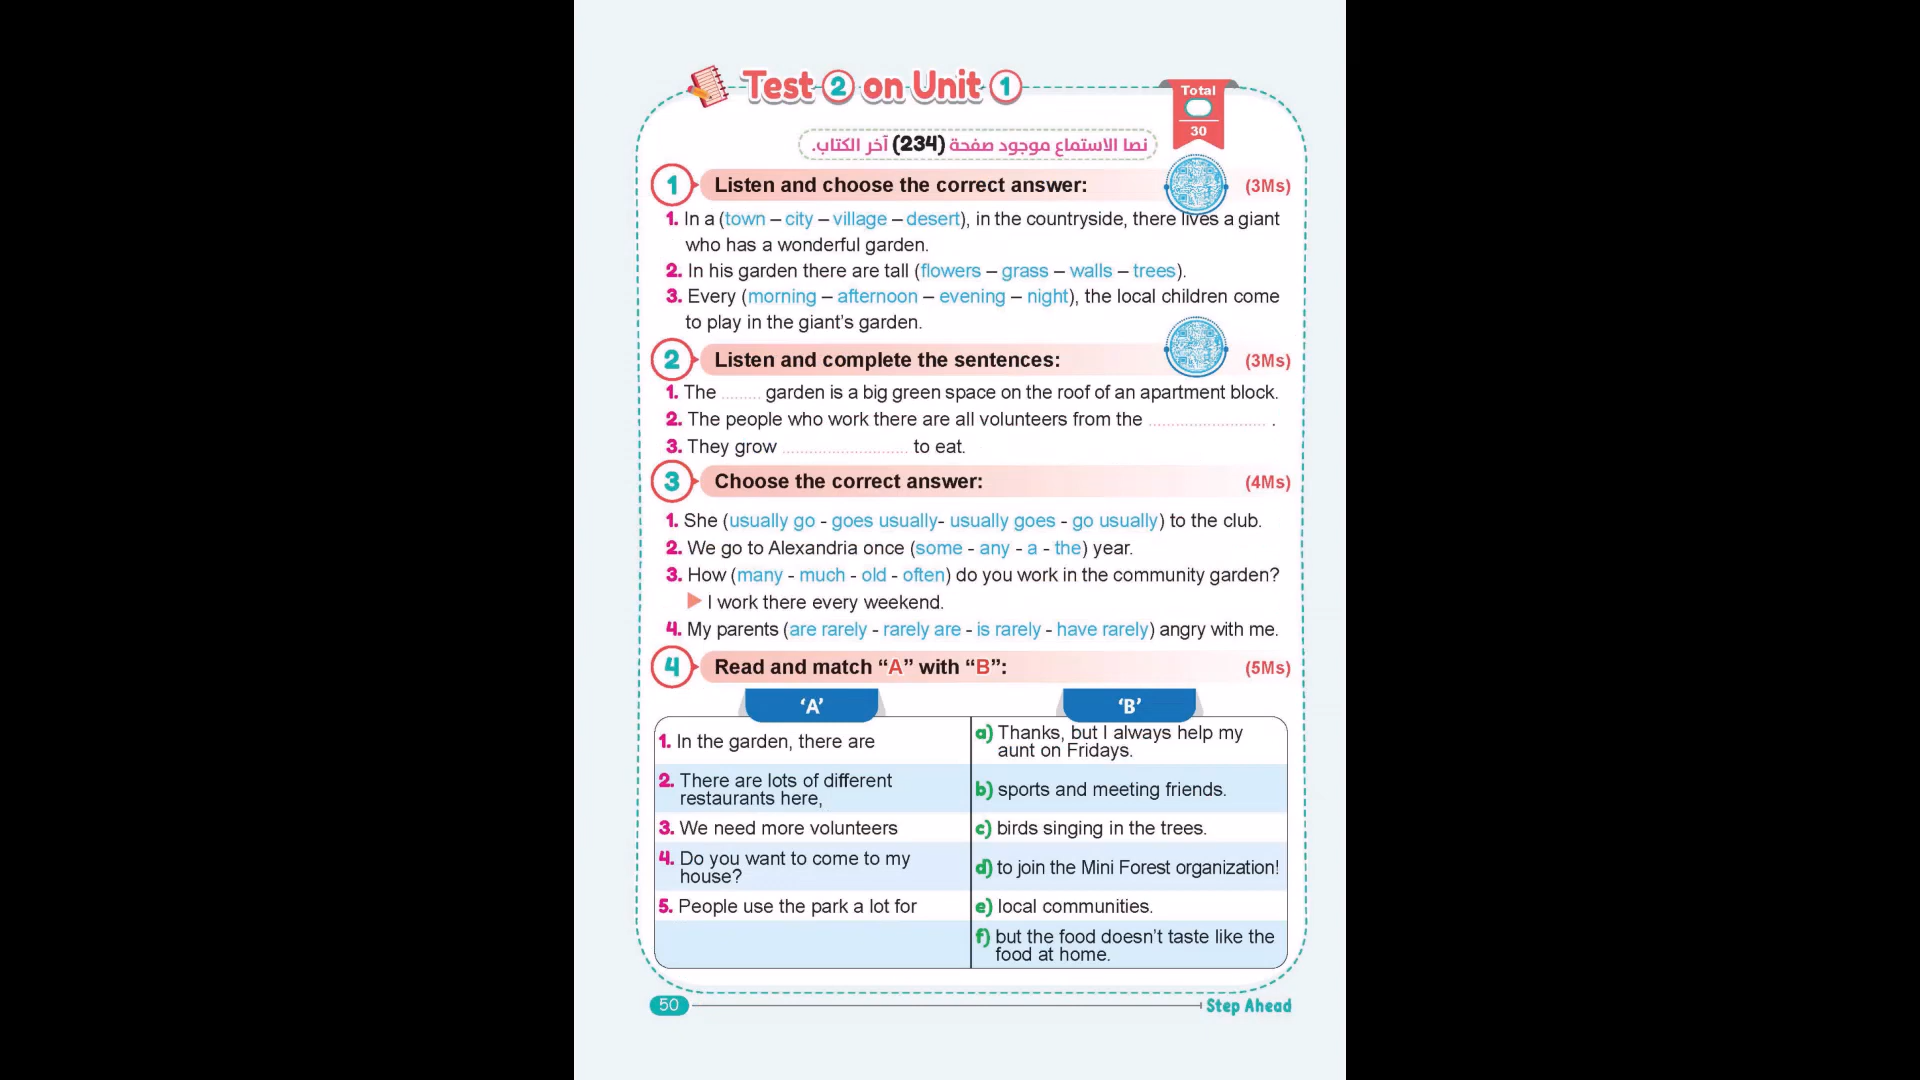 Test 2 on Unit 1
Total
30
نصا الاستماع موجود صفحة (234) آخر الكتاب.
1 Listen and choose the correct answer: (3Ms)
1. In a (town – city – village – desert), in the countryside, there lives a giant
who has a wonderful garden.
2. In his garden there are tall (flowers – grass – walls – trees).
3. Every (morning – afternoon – evening – night), the local children come
to play in the giant's garden.
2 Listen and complete the sentences: (3Ms)
1. The ......... garden is a big green space on the roof of an apartment block.
2. The people who work there are all volunteers from the .......................... .
3. They grow ............................ to eat.
3 Choose the correct answer: (4Ms)
1. She (usually go - goes usually- usually goes - go usually) to the club.
2. We go to Alexandria once (some - any - a - the) year.
3. How (many - much - old - often) do you work in the community garden?
▶ I work there every weekend.
4. My parents (are rarely - rarely are - is rarely - have rarely) angry with me.
4 Read and match “A” with “B”: (5Ms)
‘A’ ‘B’
1. In the garden, there are
a) Thanks, but I always help my
aunt on Fridays.
2. There are lots of different
restaurants here,
b) sports and meeting friends.
3. We need more volunteers
c) birds singing in the trees.
4. Do you want to come to my
house?
d) to join the Mini Forest organization!
5. People use the park a lot for
e) local communities.
f) but the food doesn't taste like the
food at home.
50
Step Ahead